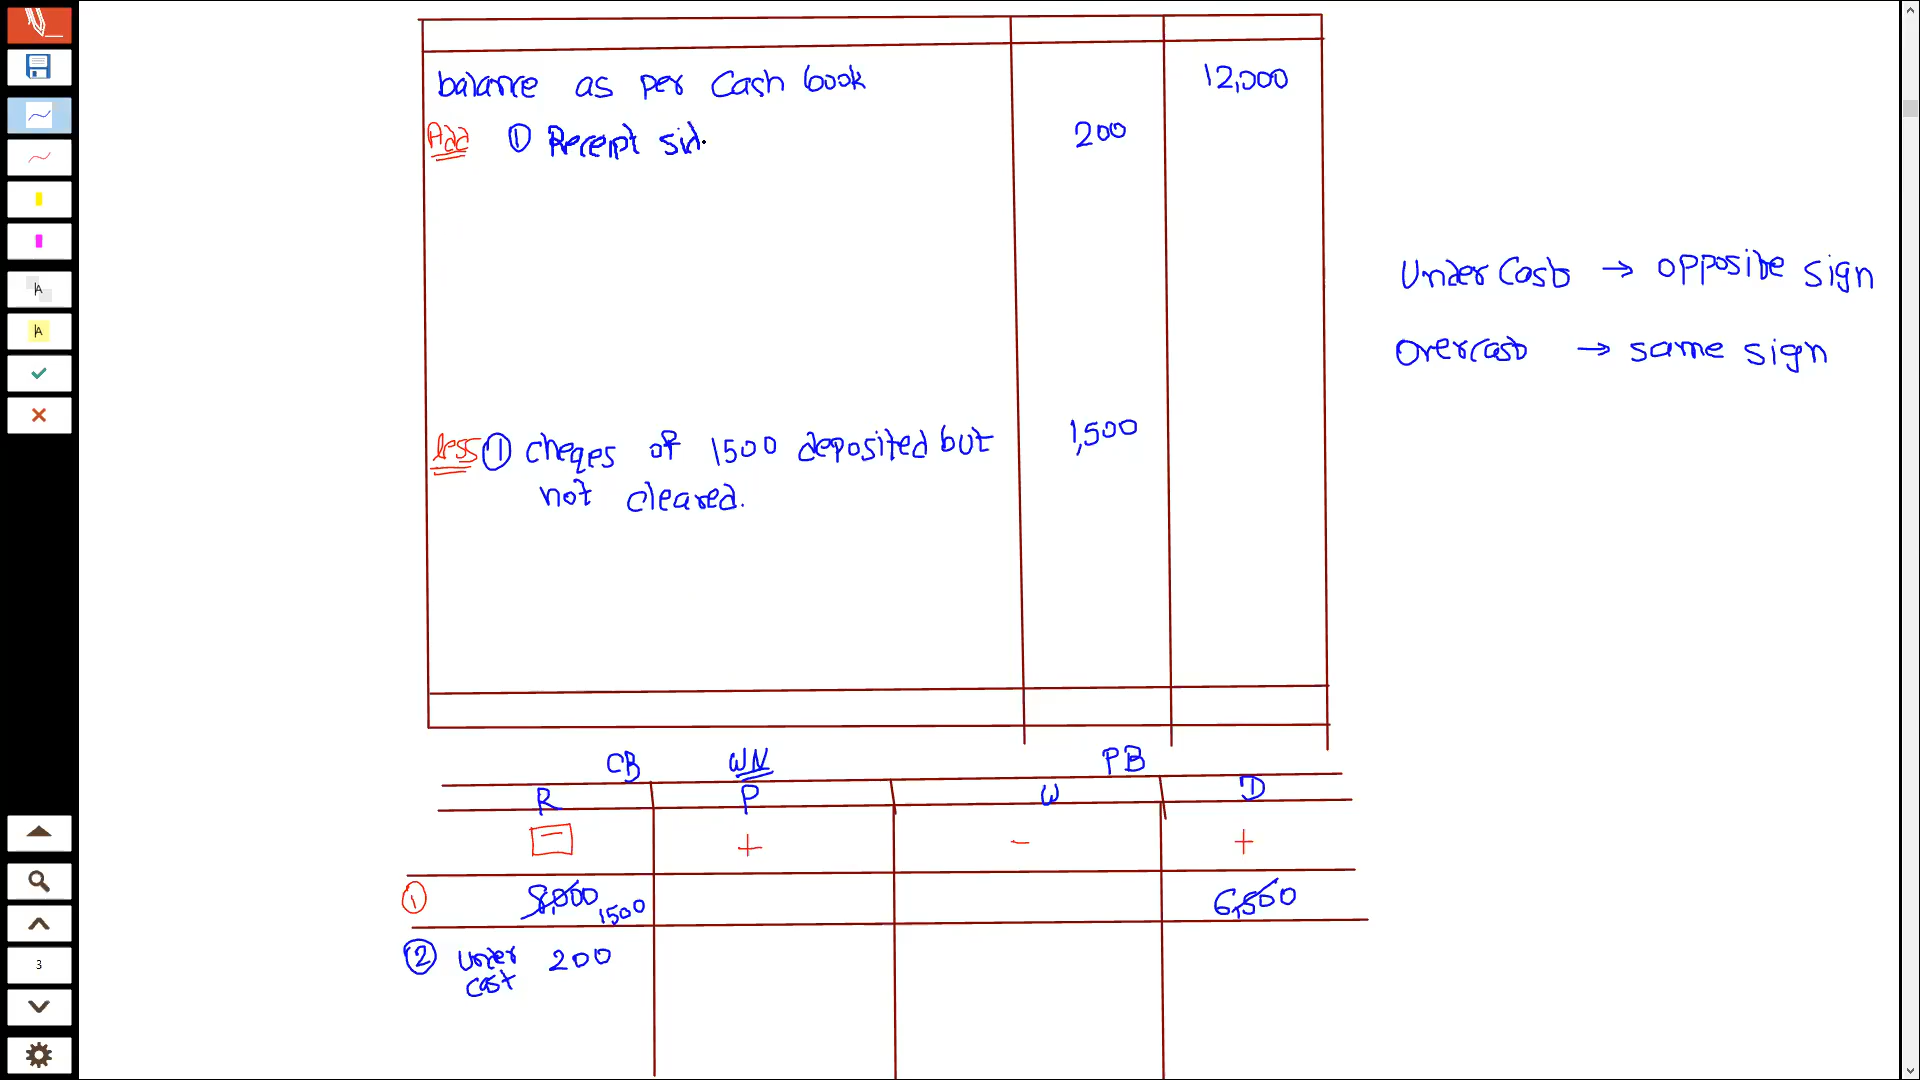 balance as per Cash book 12,000
Add ① Receipt sid 200
Under Cast → opposite sign
Overcast → same sign
less ① cheqes of 1500 deposited but 1,500
not cleared.
CB WN PB
R P W D
- + - +
① 8,000 1500 6,500
② Under 200
cast
3